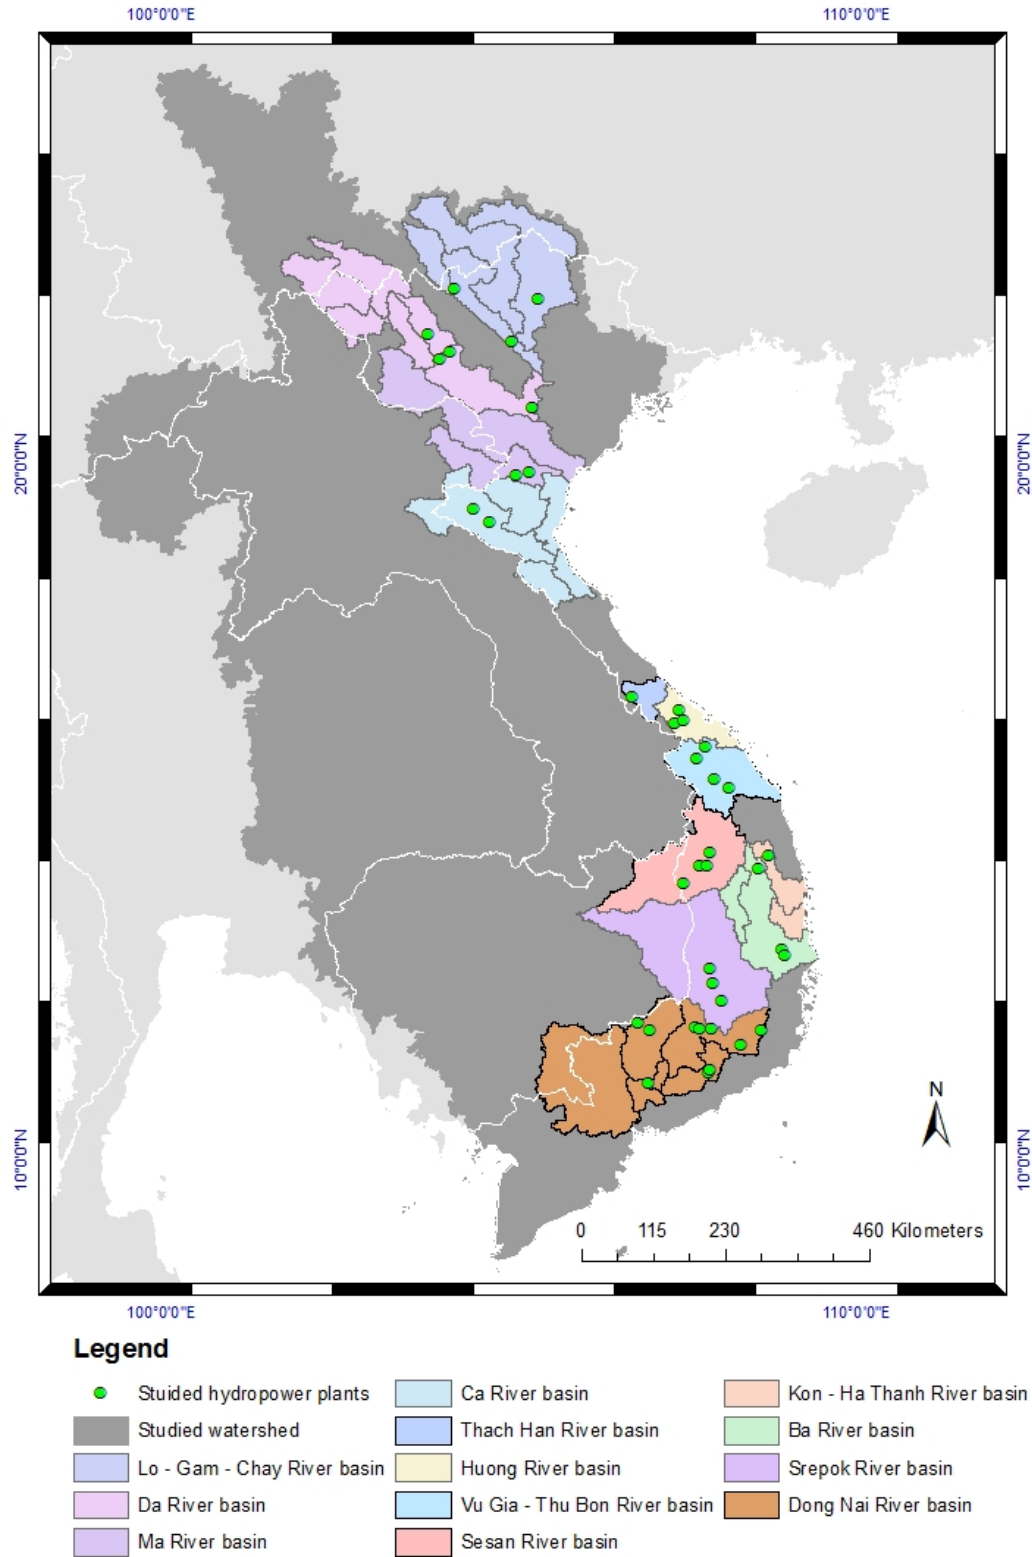 100°0'0"E 110°0'0"E
20°0'0"N 20°0'0"N
N
10°0'0"N 10°0'0"N
0 115 230 460 Kilometers
100°0'0"E 110°0'0"E
Legend
Stuided hydropower plants
Studied watershed
Lo - Gam - Chay River basin
Da River basin
Ma River basin
Ca River basin
Thach Han River basin
Huong River basin
Vu Gia - Thu Bon River basin
Sesan River basin
Kon - Ha Thanh River basin
Ba River basin
Srepok River basin
Dong Nai River basin